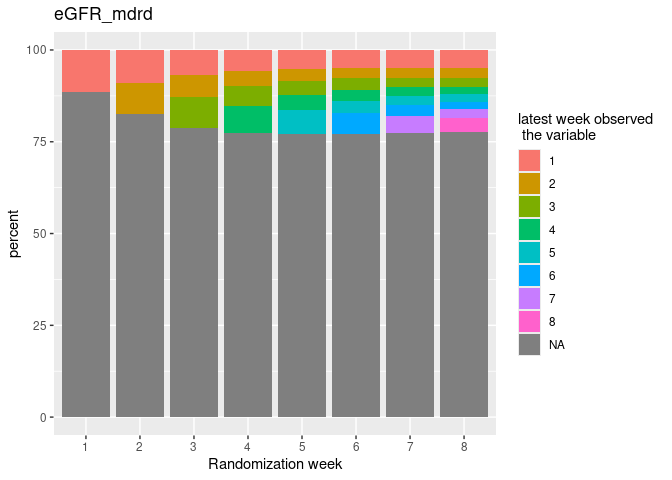 eGFR_mdrd
100
75
50
25
0
percent
1 2 3 4 5 6 7 8
Randomization week
latest week observed
the variable
1
2
3
4
5
6
7
8
NA